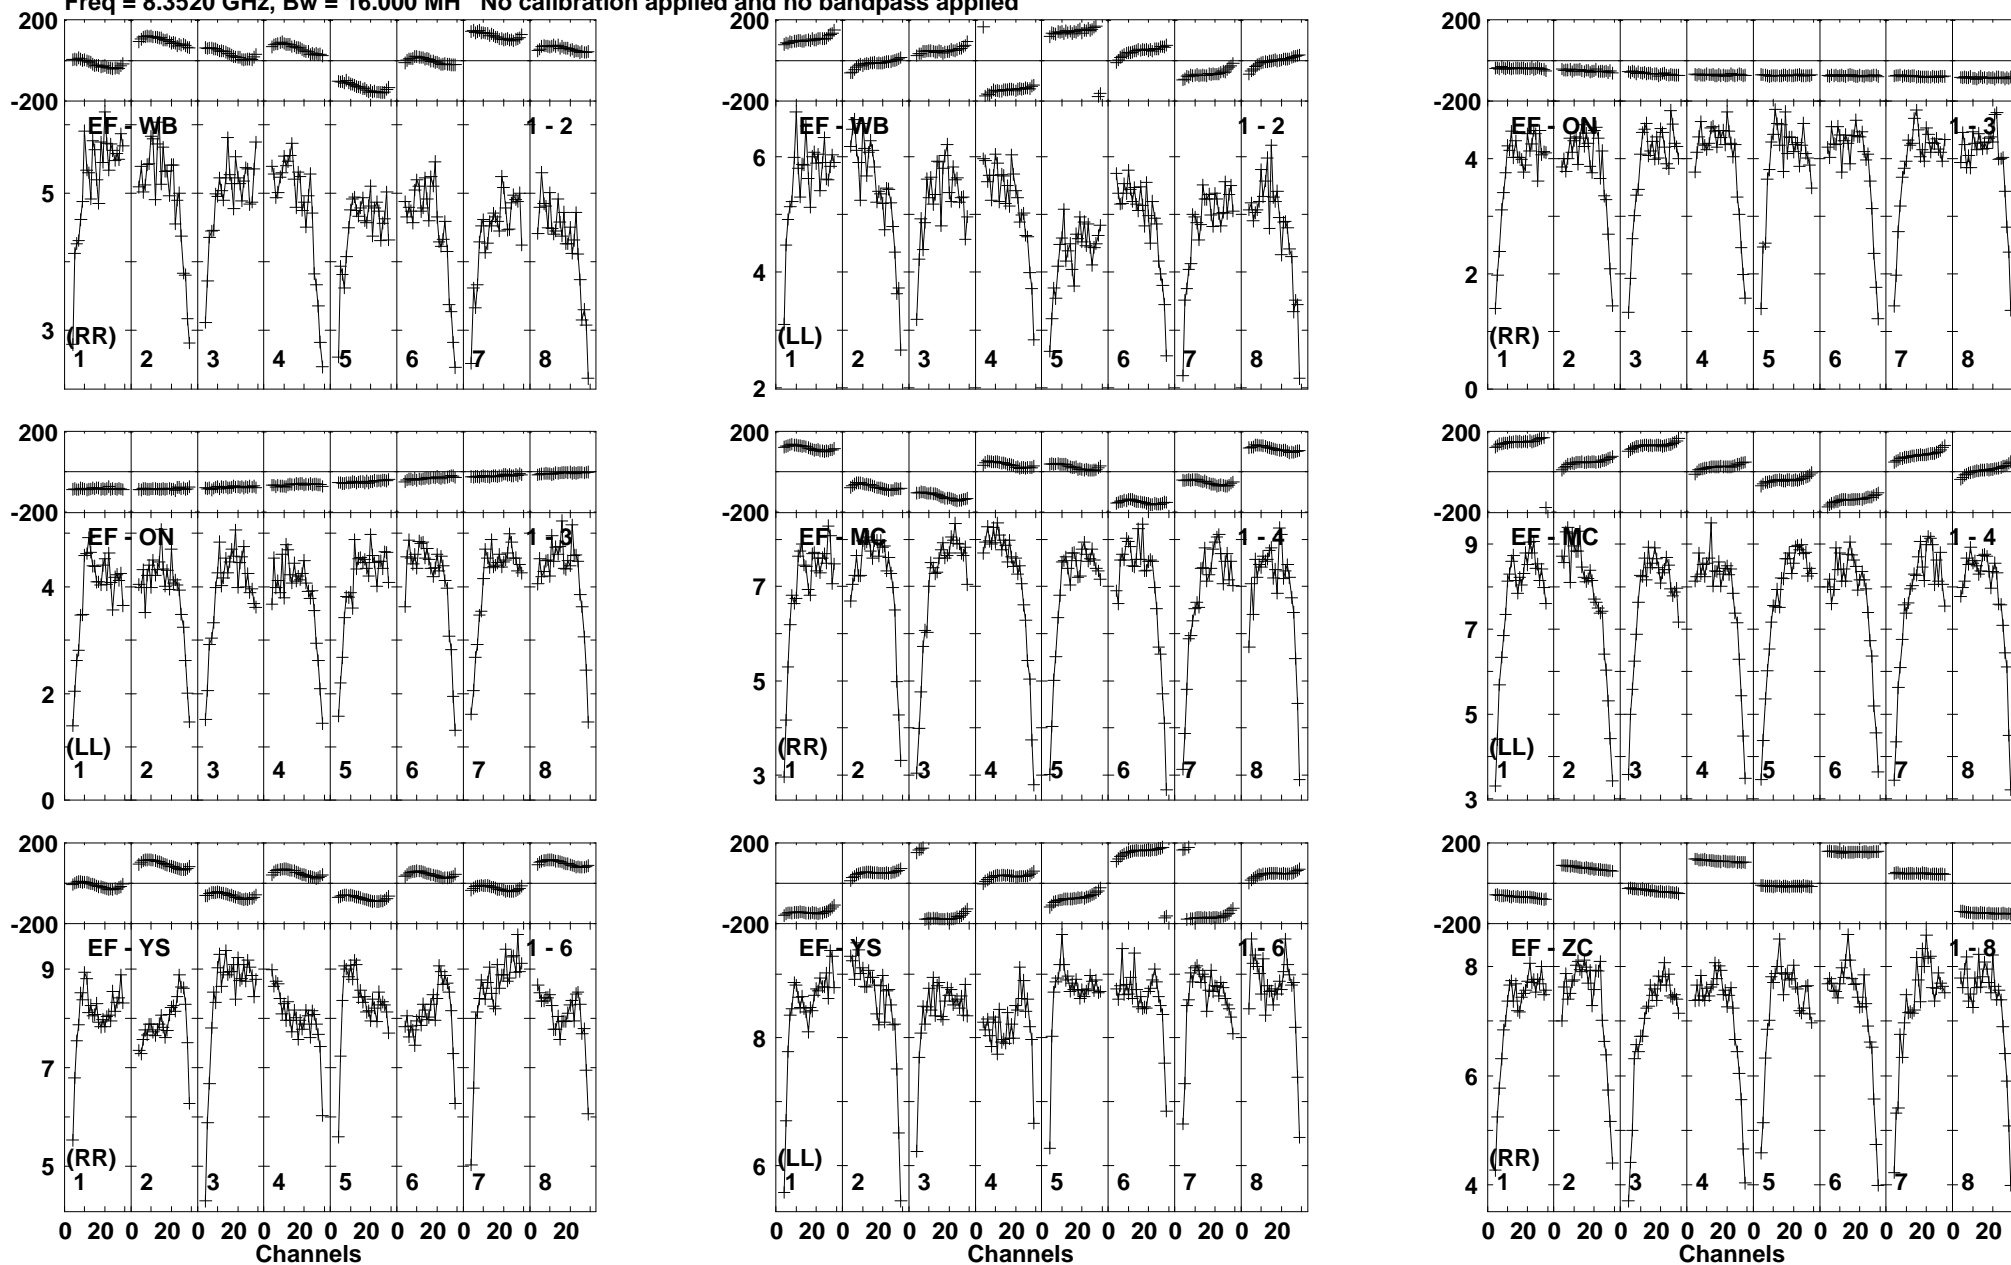 Freq = 8.3520 GHz, Bw = 16.000 MH No calibration applied and no bandpass applied
200 200 200
-200 -200 -200
EF - WB 1 - 2 EF - WB 1 - 2 EF - ON 1 - 3
5 6 4
4 2
3
(RR) (LL) (RR)
1 2 3 4 5 6 7 8 1 2 3 4 5 6 7 8 1 2 3 4 5 6 7 8
2 0
200 200 200
-200 -200 -200
EF - ON 1 - 3 EF - MC 1 - 4 EF - MC 1 - 4
4 7 9
7
2 5 5
(LL) (RR) (LL)
1 2 3 4 5 6 7 8 1 2 3 4 5 6 7 8 1 2 3 4 5 6 7 8
0 3 3
200 200 200
-200 -200 -200
EF - YS 1 - 6 EF - YS 1 - 6 EF - ZC 1 - 8
9 8 8
7 6
5 6 4
(RR) (LL) (RR)
1 2 3 4 5 6 7 8 1 2 3 4 5 6 7 8 1 2 3 4 5 6 7 8
0 20 0 20 0 20 0 20 0 20 0 20 0 20 0 20 0 20 0 20 0 20 0 20 0 20 0 20 0 20 0 20 0 20 0 20 0 20 0 20 0 20 0 20 0 20 0 20
Channels Channels Channels